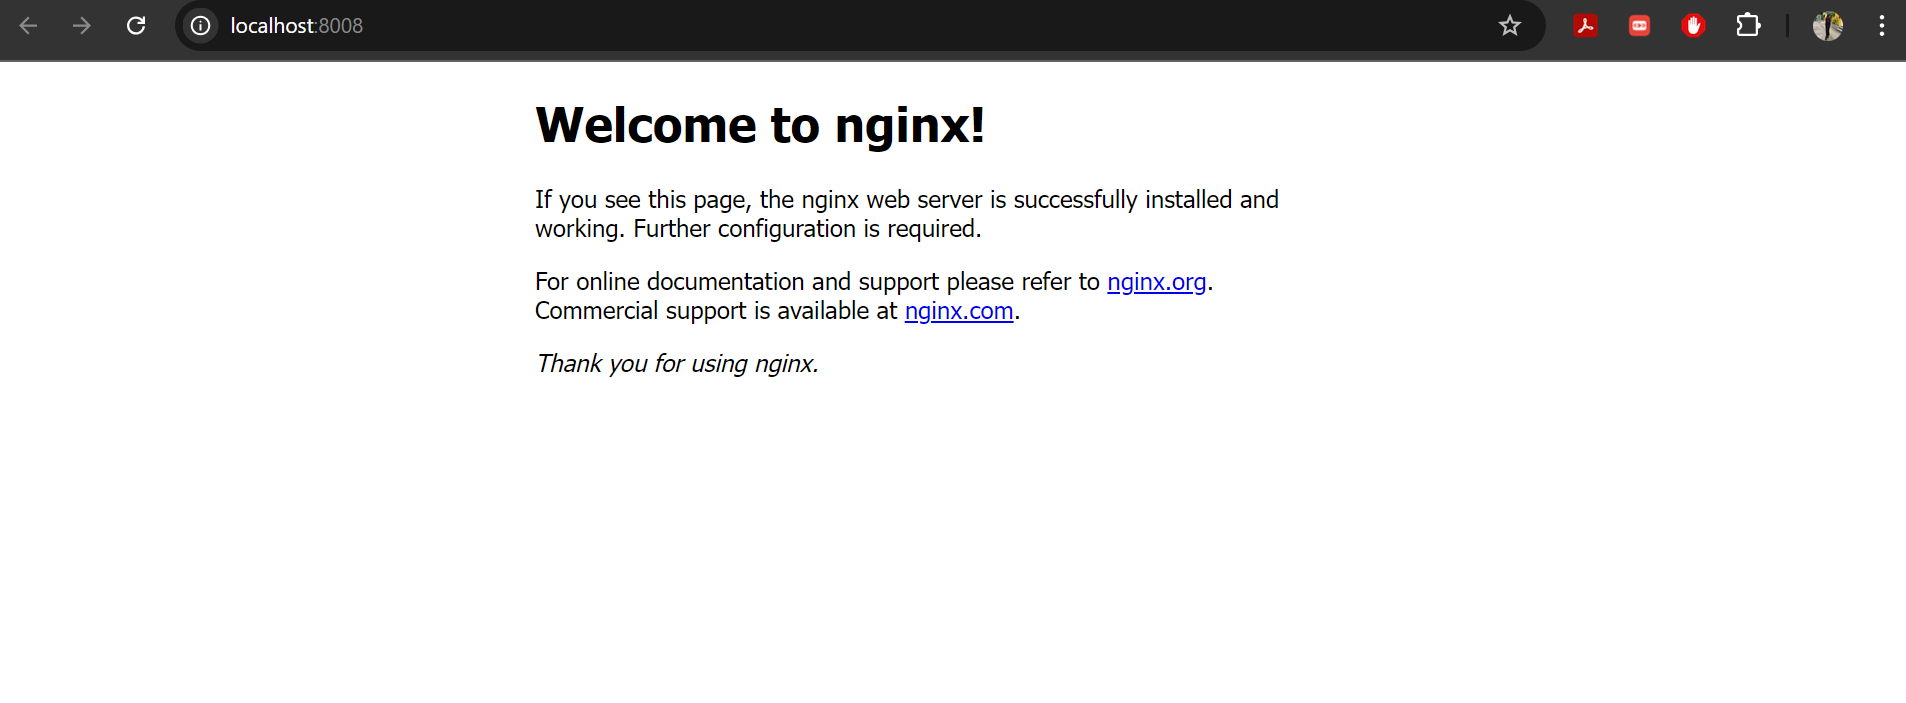 localhost:8008
Welcome to nginx!
If you see this page, the nginx web server is successfully installed and
working. Further configuration is required.
For online documentation and support please refer to nginx.org.
Commercial support is available at nginx.com.
Thank you for using nginx.